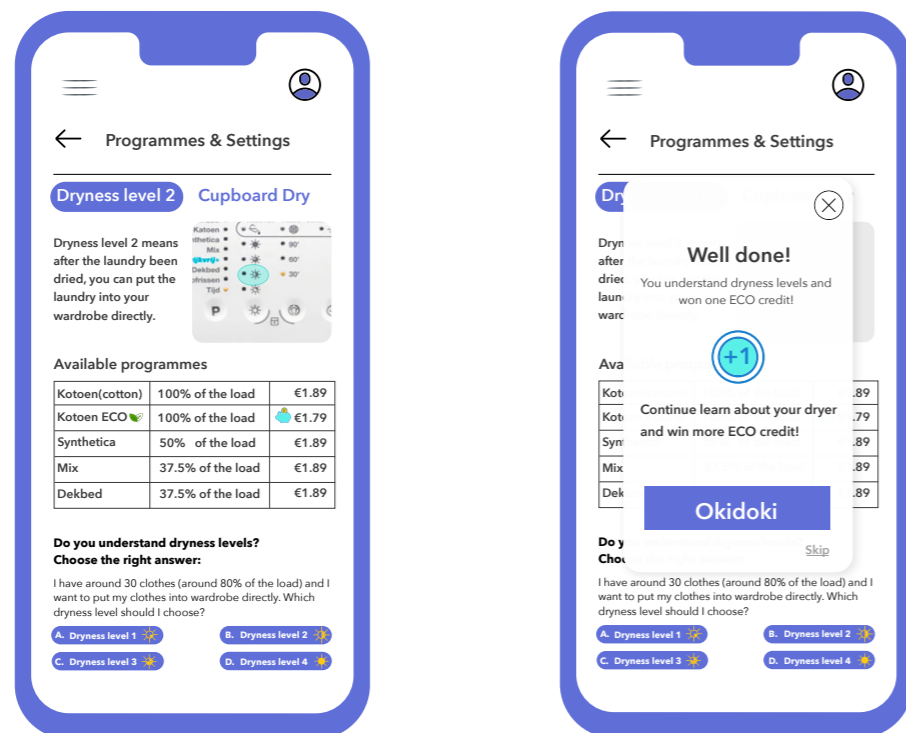 Programmes & Settings
Dryness level 2 Cupboard Dry
Dryness level 2 means
after the laundry been
dried, you can put the
laundry into your
wardrobe directly.
Katoen
Mix
90'
60'
Dekbed
30'
Tijd
P
Available programmes
Kotoen(cotton) 100% of the load €1.89
Kotoen ECO 100% of the load €1.79
Synthetica 50% of the load €1.89
Mix 37.5% of the load €1.89
Dekbed 37.5% of the load €1.89
Do you understand dryness levels?
Choose the right answer:
I have around 30 clothes (around 80% of the load) and I
want to put my clothes into wardrobe directly. Which
dryness level should I choose?
A. Dryness level 1 B. Dryness level 2
C. Dryness level 3 D. Dryness level 4
Programmes & Settings
Well done!
You understand dryness levels and
won one ECO credit!
+1
Continue learn about your dryer
and win more ECO credit!
Okidoki
Skip
.89
.79
.89
.89
.89
I have around 30 clothes (around 80% of the load) and I
want to put my clothes into wardrobe directly. Which
dryness level should I choose?
A. Dryness level 1 B. Dryness level 2
C. Dryness level 3 D. Dryness level 4